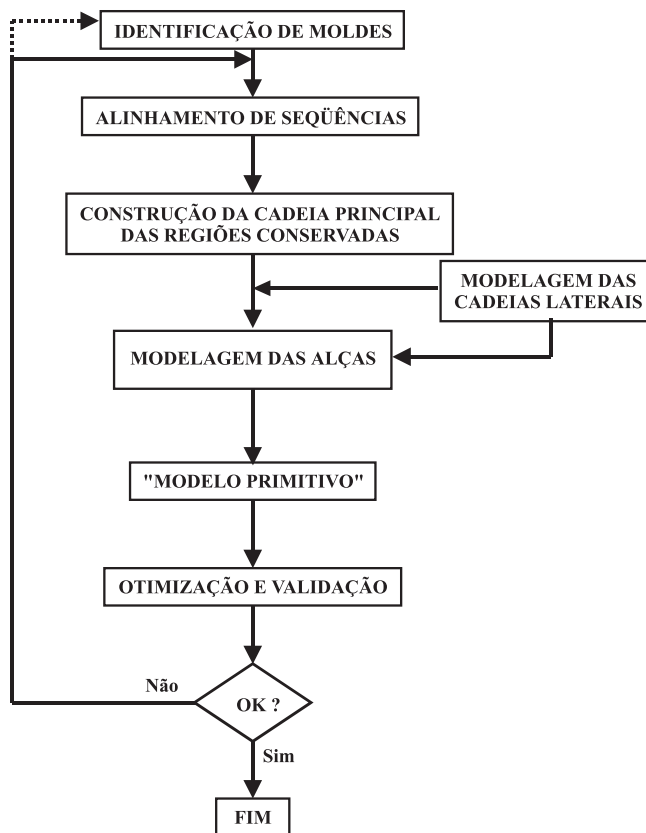 IDENTIFICAÇÃO DE MOLDES
ALINHAMENTO DE SEQÜÊNCIAS
CONSTRUÇÃO DA CADEIA PRINCIPAL
DAS REGIÕES CONSERVADAS
MODELAGEM DAS
CADEIAS LATERAIS
MODELAGEM DAS ALÇAS
"MODELO PRIMITIVO"
OTIMIZAÇÃO E VALIDAÇÃO
Não
OK ?
Sim
FIM